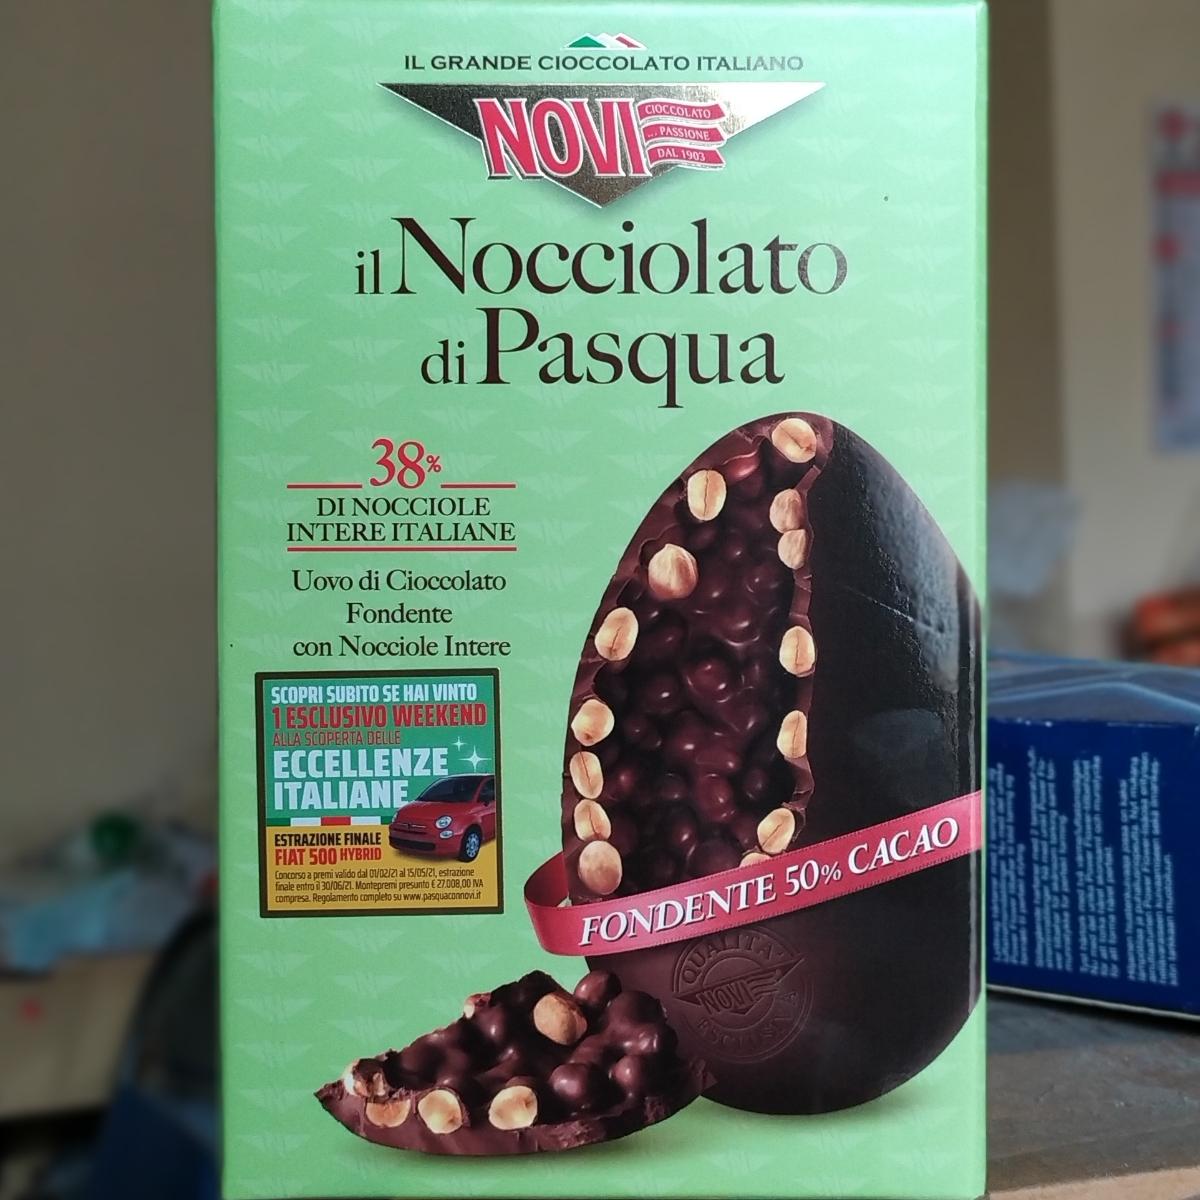 IL GRANDE CIOCCOLATO ITALIANO
NOVI
CIOCCOLATO
... PASSIONE
DAL 1903
il Nocciolato
di Pasqua
38%
DI NOCCIOLE
INTERE ITALIANE
Uovo di Cioccolato
Fondente
con Nocciole Intere
SCOPRI SUBITO SE HAI VINTO
1 ESCLUSIVO WEEKEND
ALLA SCOPERTA DELLE
ECCELLENZE
ITALIANE
ESTRAZIONE FINALE
FIAT 500 HYBRID
Concorso a premi valido dal 01/02/21 al 15/05/21, estrazione
finale entro il 30/06/21. Montepremi presunto € 27.008,00 IVA
compresa. Regolamento completo su www.pasquaconnovi.it
FONDENTE 50% CACAO
QUALITÀ
NOVI
ESCLUSIVA